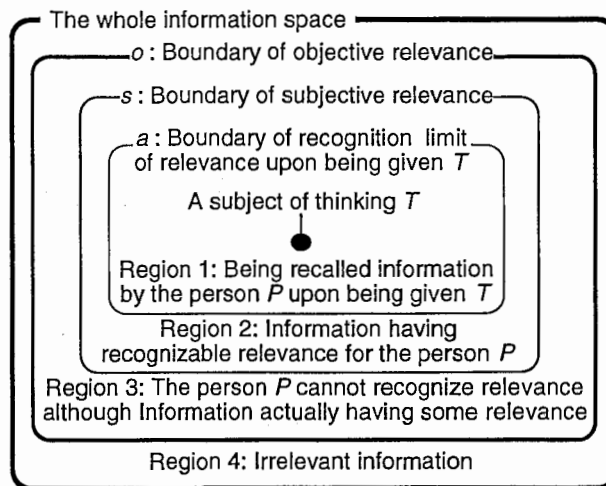 The whole information space
o : Boundary of objective relevance
s : Boundary of subjective relevance
a : Boundary of recognition limit
of relevance upon being given T
A subject of thinking T
Region 1: Being recalled information
by the person P upon being given T
Region 2: Information having
recognizable relevance for the person P
Region 3: The person P cannot recognize relevance
although Information actually having some relevance
Region 4: Irrelevant information